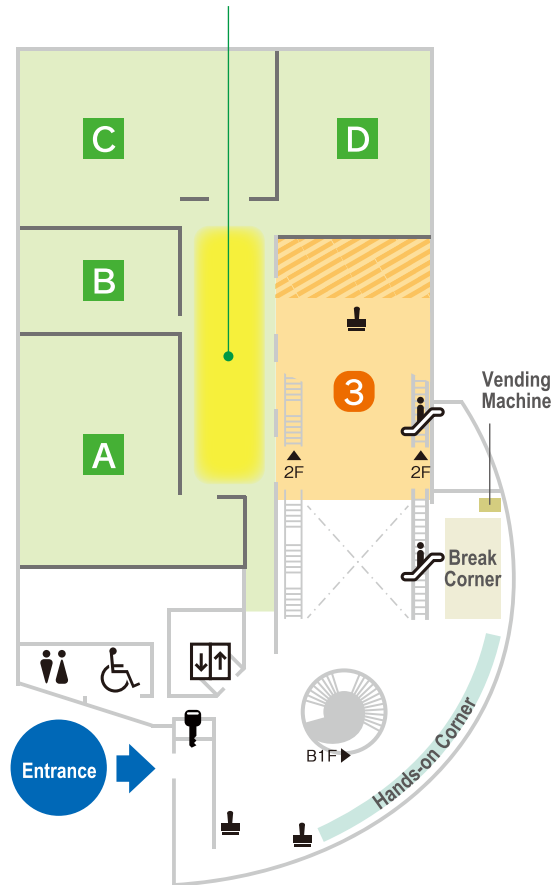 C
D
B
3
Vending
Machine
A
2F
2F
Break
Corner
Hands-on Corner
B1F
Entrance